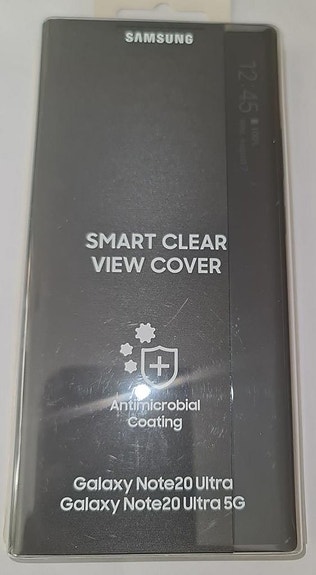 SAMSUNG
12:45
SMART CLEAR
VIEW COVER
Antimicrobial
Coating
Galaxy Note20 Ultra
Galaxy Note20 Ultra 5G